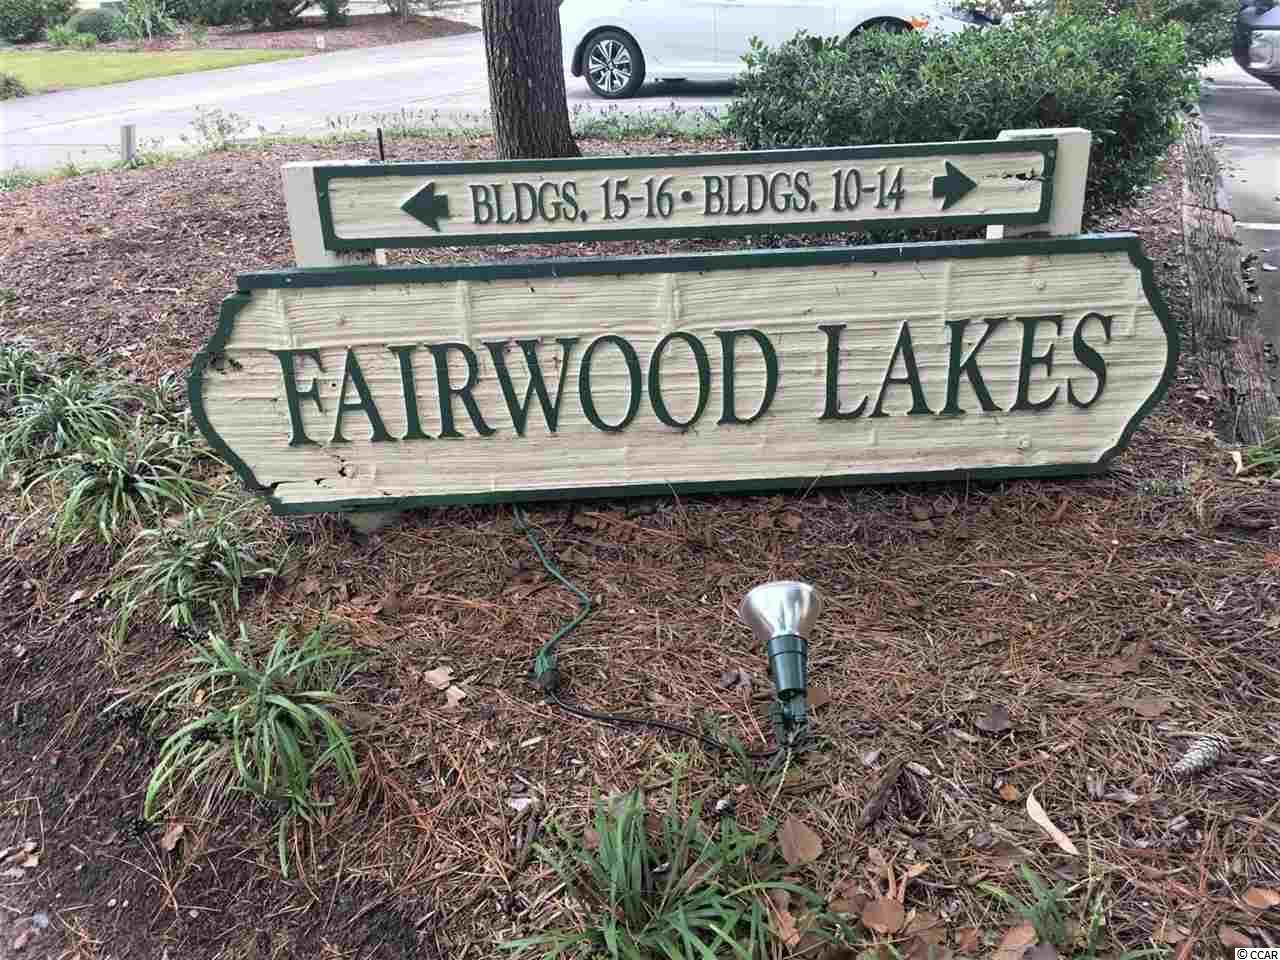 BLDGS. 15-16 • BLDGS. 10-14
FAIRWOOD LAKES
© CCAR